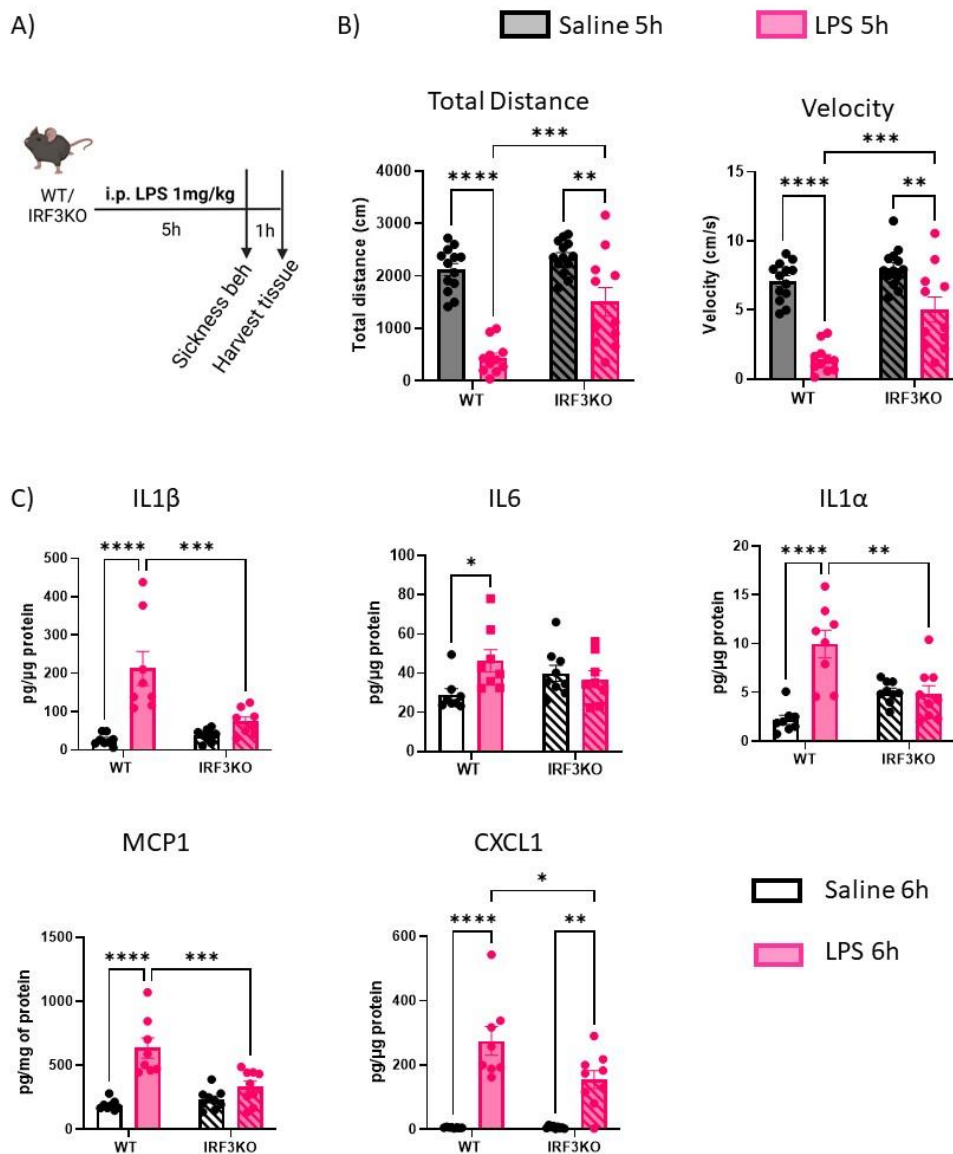 A)
B)
Saline 5h
LPS 5h
WT/
IRF3KO
i.p. LPS 1mg/kg
5h
1h
Sickness beh
Harvest tissue
Total Distance
***
****
**
4000
3000
2000
1000
0
Total distance (cm)
WT
IRF3KO
Velocity
***
****
**
15
10
5
0
Velocity (cm/s)
WT
IRF3KO
C)
IL1β
****
***
500
400
300
200
100
0
pg/µg protein
WT
IRF3KO
IL6
*
100
80
60
40
20
0
pg/µg protein
WT
IRF3KO
IL1α
****
**
20
15
10
5
0
pg/µg protein
WT
IRF3KO
MCP1
****
***
1500
1000
500
0
pg/mg of protein
WT
IRF3KO
CXCL1
*
****
**
600
400
200
0
pg/µg protein
WT
IRF3KO
Saline 6h
LPS 6h